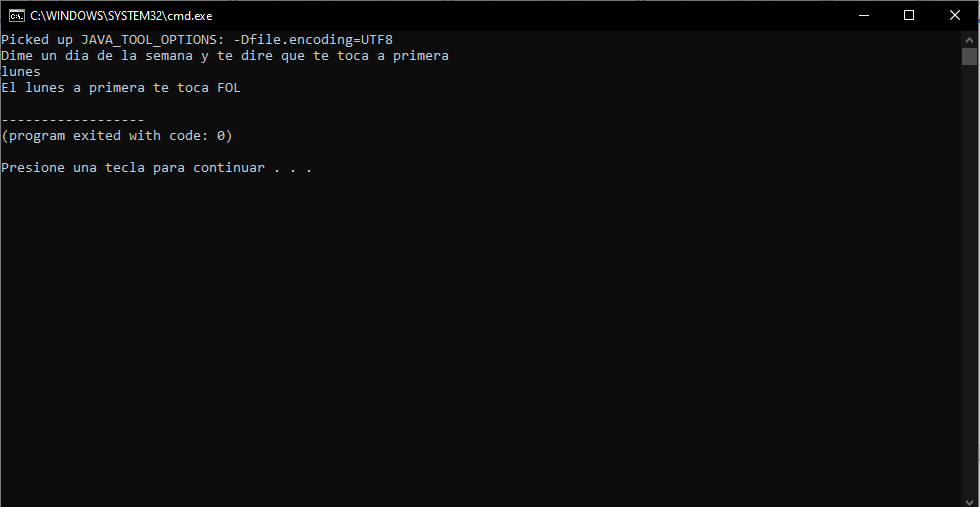 C:\WINDOWS\SYSTEM32\cmd.exe
Picked up JAVA_TOOL_OPTIONS: -Dfile.encoding=UTF8
Dime un dia de la semana y te dire que te toca a primera
lunes
El lunes a primera te toca FOL
------------------
(program exited with code: 0)
Presione una tecla para continuar . . .